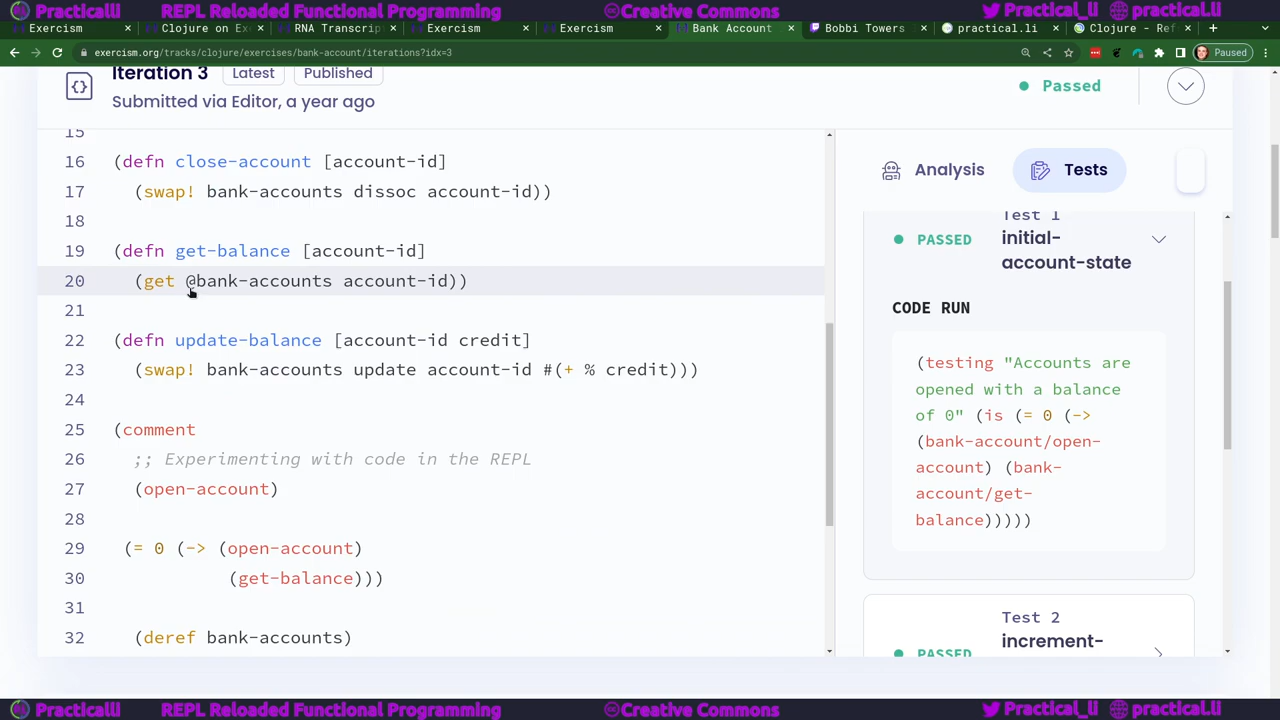 Practicalli REPL Reloaded Functional Programming ©Creative Commons Practical_li practical.li
Exercism Clojure on Ex RNA Transcrip Exercism Exercism Bank Account Bobbi Towers practical.li Clojure - Ref
exercism.org/tracks/clojure/exercises/bank-account/iterations?idx=3 Paused
Iteration 3 Latest Published
Submitted via Editor, a year ago
Passed
15
16 (defn close-account [account-id]
17 (swap! bank-accounts dissoc account-id))
18
19 (defn get-balance [account-id]
20 (get @bank-accounts account-id))
21
22 (defn update-balance [account-id credit]
23 (swap! bank-accounts update account-id #(+ % credit)))
24
25 (comment
26 ;; Experimenting with code in the REPL
27 (open-account)
28
29 (= 0 (-> (open-account)
30 (get-balance)))
31
32 (deref bank-accounts)
Analysis Tests
Test 1
PASSED initial-
account-state
CODE RUN
(testing "Accounts are
opened with a balance
of 0" (is (= 0 (->
(bank-account/open-
account) (bank-
account/get-
balance)))))
Test 2
increment-
PASSED
Practicalli REPL Reloaded Functional Programming ©Creative Commons Practical_li practical.li